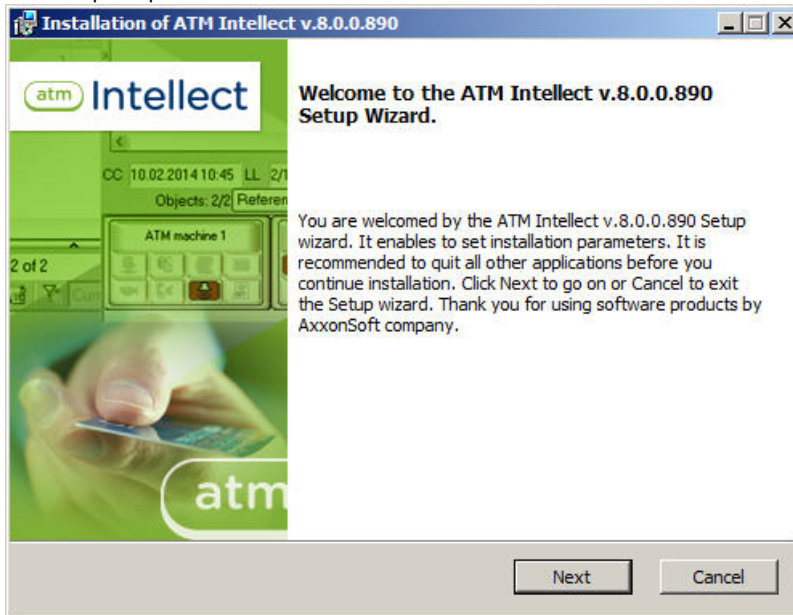 Installation of ATM Intellect v.8.0.0.890
atm Intellect
Welcome to the ATM Intellect v.8.0.0.890
Setup Wizard.
CC 10.02.2014 10:45 LL
Objects: 2/2
ATM machine 1
2 of 2
You are welcomed by the ATM Intellect v.8.0.0.890 Setup
wizard. It enables to set installation parameters. It is
recommended to quit all other applications before you
continue installation. Click Next to go on or Cancel to exit
the Setup wizard. Thank you for using software products by
AxxonSoft company.
atm
Next
Cancel